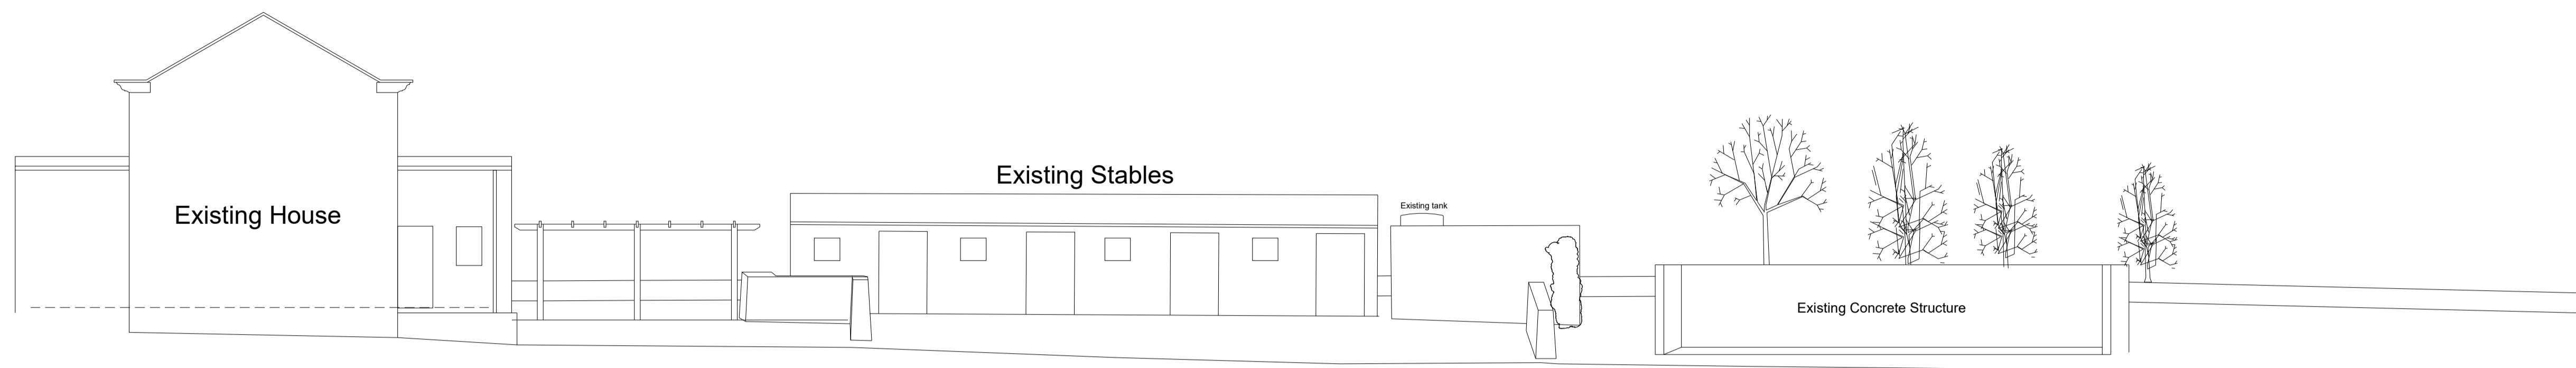 Existing House
Existing Stables
Existing tank
Existing Concrete Structure